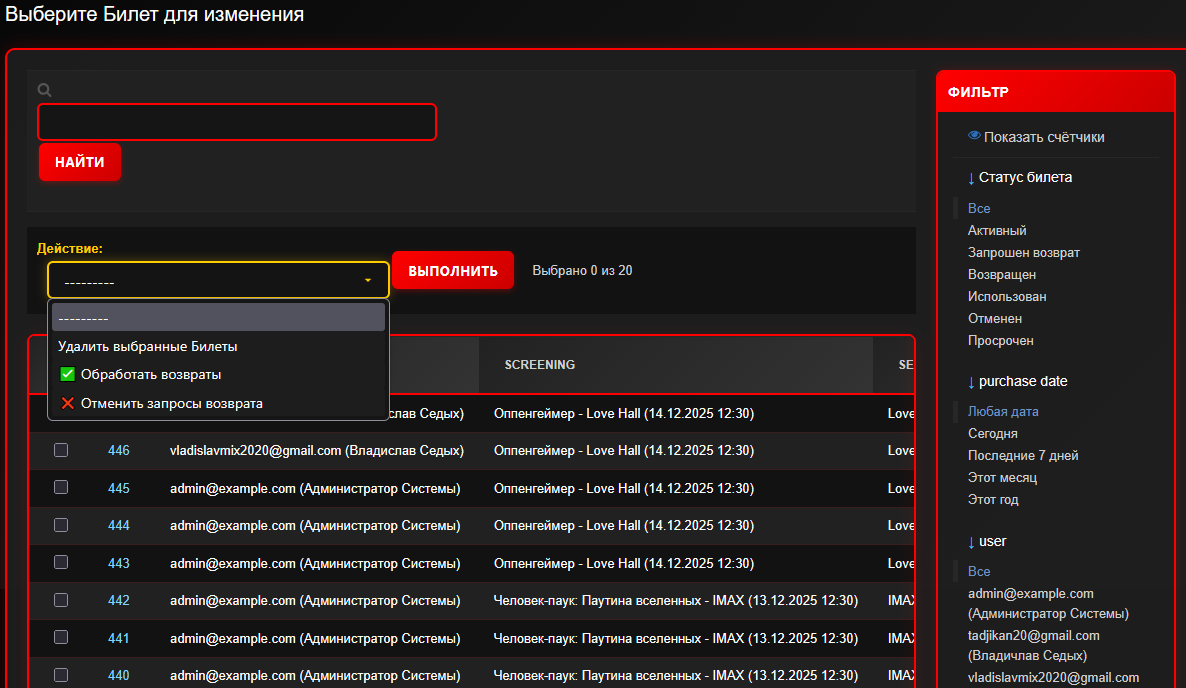 Выберите Билет для изменения
НАЙТИ
Действие:
---------
ВЫПОЛНИТЬ
Выбрано 0 из 20
---------
Удалить выбранные Билеты
✅ Обработать возвраты
❌ Отменить запросы возврата
SCREENING SE
слав Седых) Оппенгеймер - Love Hall (14.12.2025 12:30) Love
446 vladislavmix2020@gmail.com (Владислав Седых) Оппенгеймер - Love Hall (14.12.2025 12:30) Love
445 admin@example.com (Администратор Системы) Оппенгеймер - Love Hall (14.12.2025 12:30) Love
444 admin@example.com (Администратор Системы) Оппенгеймер - Love Hall (14.12.2025 12:30) Love
443 admin@example.com (Администратор Системы) Оппенгеймер - Love Hall (14.12.2025 12:30) Love
442 admin@example.com (Администратор Системы) Человек-паук: Паутина вселенных - IMAX (13.12.2025 12:30) IMAX
441 admin@example.com (Администратор Системы) Человек-паук: Паутина вселенных - IMAX (13.12.2025 12:30) IMAX
440 admin@example.com (Администратор Системы) Человек-паук: Паутина вселенных - IMAX (13.12.2025 12:30) IMAX
ФИЛЬТР
Показать счётчики
↓ Статус билета
Все
Активный
Запрошен возврат
Возвращен
Использован
Отменен
Просрочен
↓ purchase date
Любая дата
Сегодня
Последние 7 дней
Этот месяц
Этот год
↓ user
Все
admin@example.com
(Администратор Системы)
tadjikan20@gmail.com
(Владичлав Седых)
vladislavmix2020@gmail.com